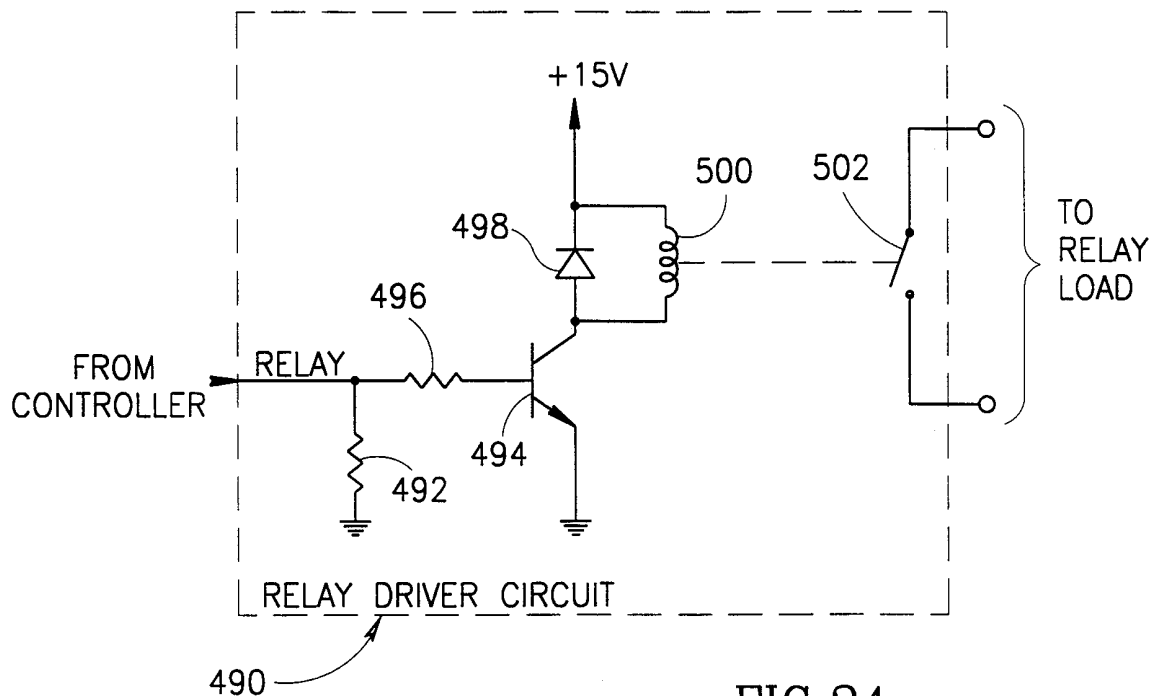 +15V
500
502
498
496
TO
RELAY
LOAD
FROM
CONTROLLER
RELAY
494
492
RELAY DRIVER CIRCUIT
490